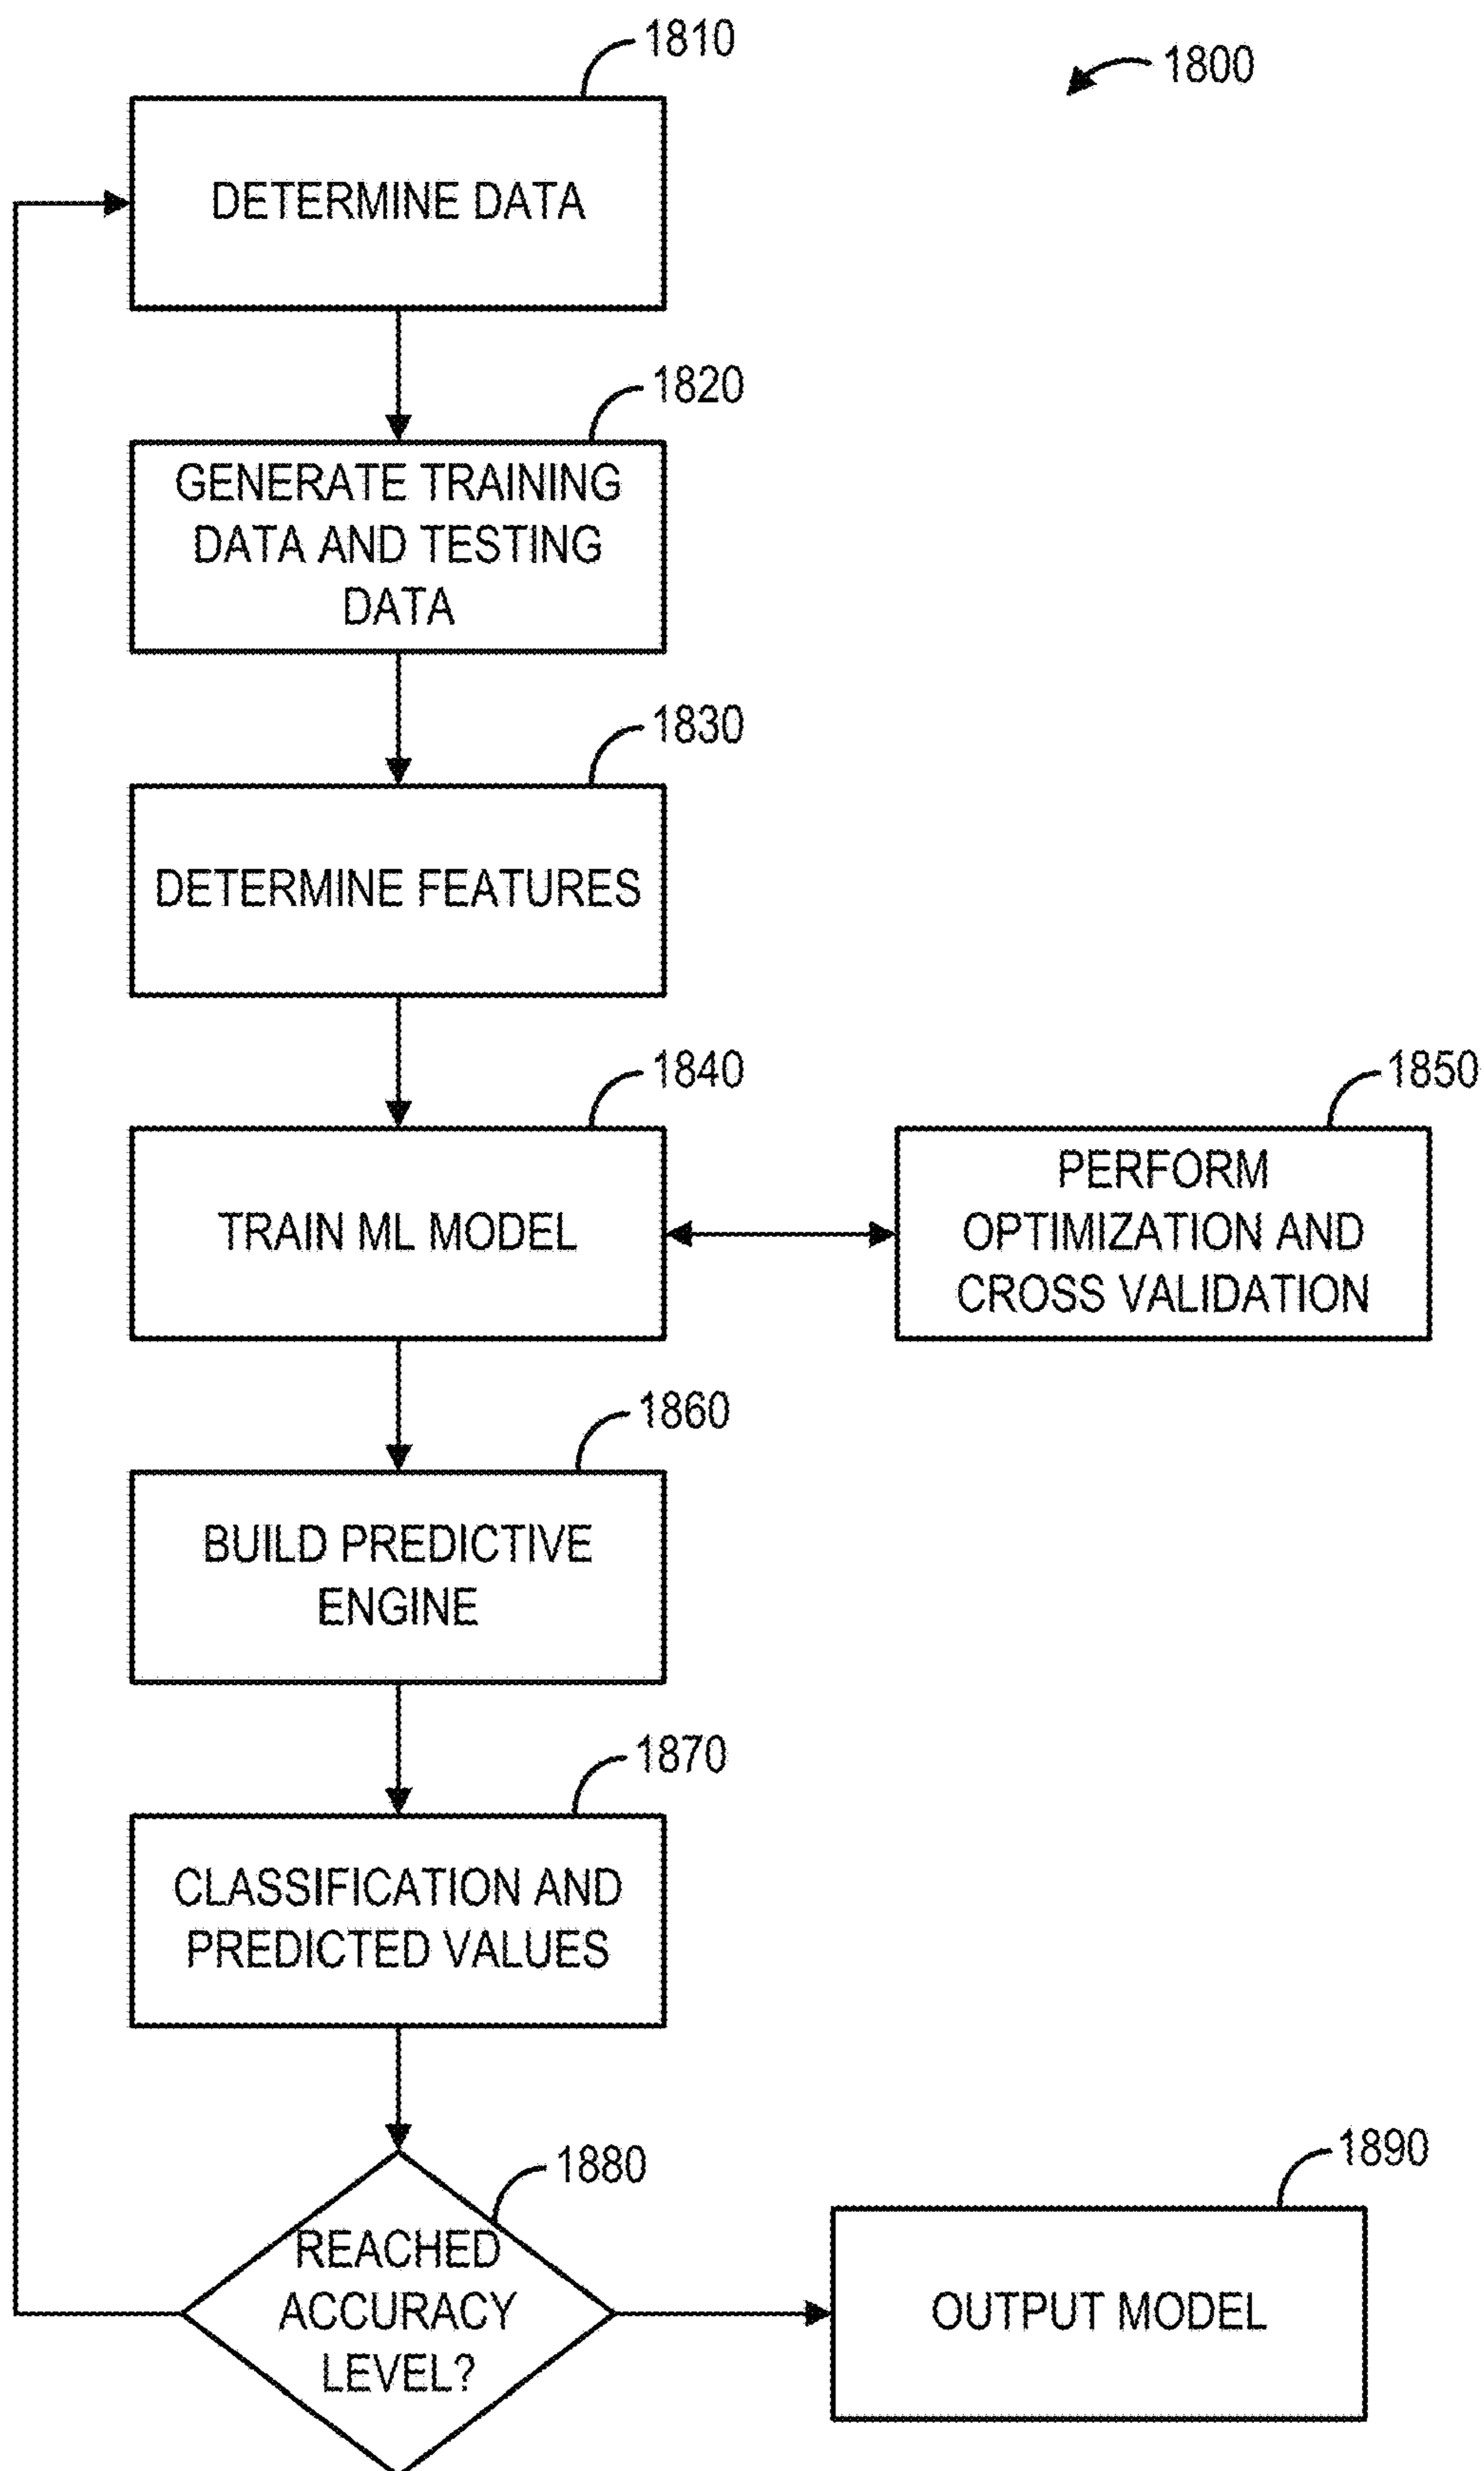 1810
1800
DETERMINE DATA
1820
GENERATE TRAINING
DATA AND TESTING
DATA
1830
DETERMINE FEATURES
1840
TRAIN ML MODEL
1850
PERFORM
OPTIMIZATION AND
CROSS VALIDATION
1860
BUILD PREDICTIVE
ENGINE
1870
CLASSIFICATION AND
PREDICTED VALUES
1880
REACHED
ACCURACY
LEVEL?
1890
OUTPUT MODEL